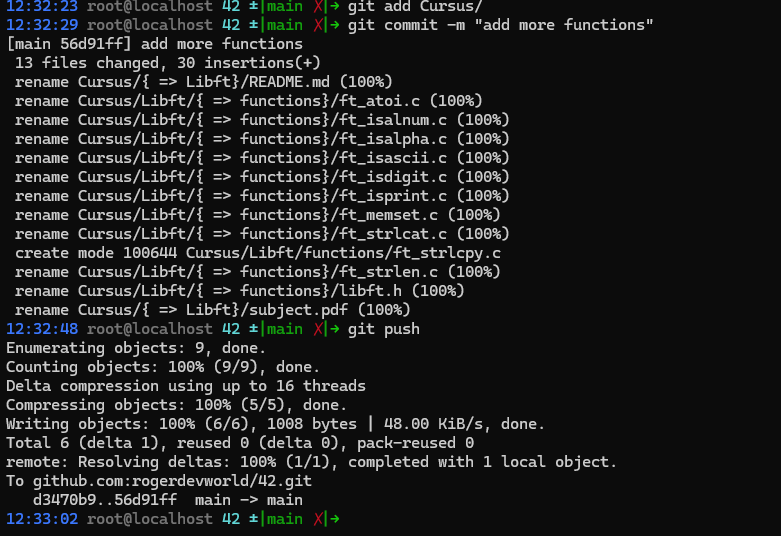 12:32:23 root@localhost 42 ±|main ✗|→ git add Cursus/
12:32:29 root@localhost 42 ±|main ✗|→ git commit -m "add more functions"
[main 56d91ff] add more functions
 13 files changed, 30 insertions(+)
 rename Cursus/{ => Libft}/README.md (100%)
 rename Cursus/Libft/{ => functions}/ft_atoi.c (100%)
 rename Cursus/Libft/{ => functions}/ft_isalnum.c (100%)
 rename Cursus/Libft/{ => functions}/ft_isalpha.c (100%)
 rename Cursus/Libft/{ => functions}/ft_isascii.c (100%)
 rename Cursus/Libft/{ => functions}/ft_isdigit.c (100%)
 rename Cursus/Libft/{ => functions}/ft_isprint.c (100%)
 rename Cursus/Libft/{ => functions}/ft_memset.c (100%)
 rename Cursus/Libft/{ => functions}/ft_strlcat.c (100%)
 create mode 100644 Cursus/Libft/functions/ft_strlcpy.c
 rename Cursus/Libft/{ => functions}/ft_strlen.c (100%)
 rename Cursus/Libft/{ => functions}/libft.h (100%)
 rename Cursus/{ => Libft}/subject.pdf (100%)
12:32:48 root@localhost 42 ±|main ✗|→ git push
Enumerating objects: 9, done.
Counting objects: 100% (9/9), done.
Delta compression using up to 16 threads
Compressing objects: 100% (5/5), done.
Writing objects: 100% (6/6), 1008 bytes | 48.00 KiB/s, done.
Total 6 (delta 1), reused 0 (delta 0), pack-reused 0
remote: Resolving deltas: 100% (1/1), completed with 1 local object.
To github.com:rogerdevworld/42.git
   d3470b9..56d91ff  main -> main
12:33:02 root@localhost 42 ±|main ✗|→